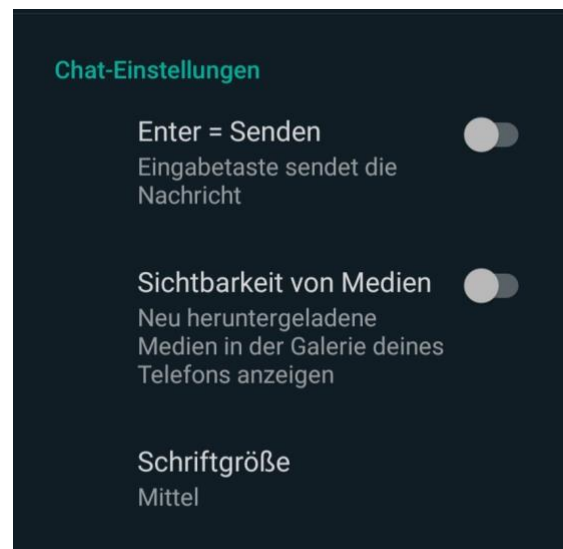 Chat-Einstellungen
Enter = Senden
Eingabetaste sendet die
Nachricht
Sichtbarkeit von Medien
Neu heruntergeladene
Medien in der Galerie deines
Telefons anzeigen
Schriftgröße
Mittel